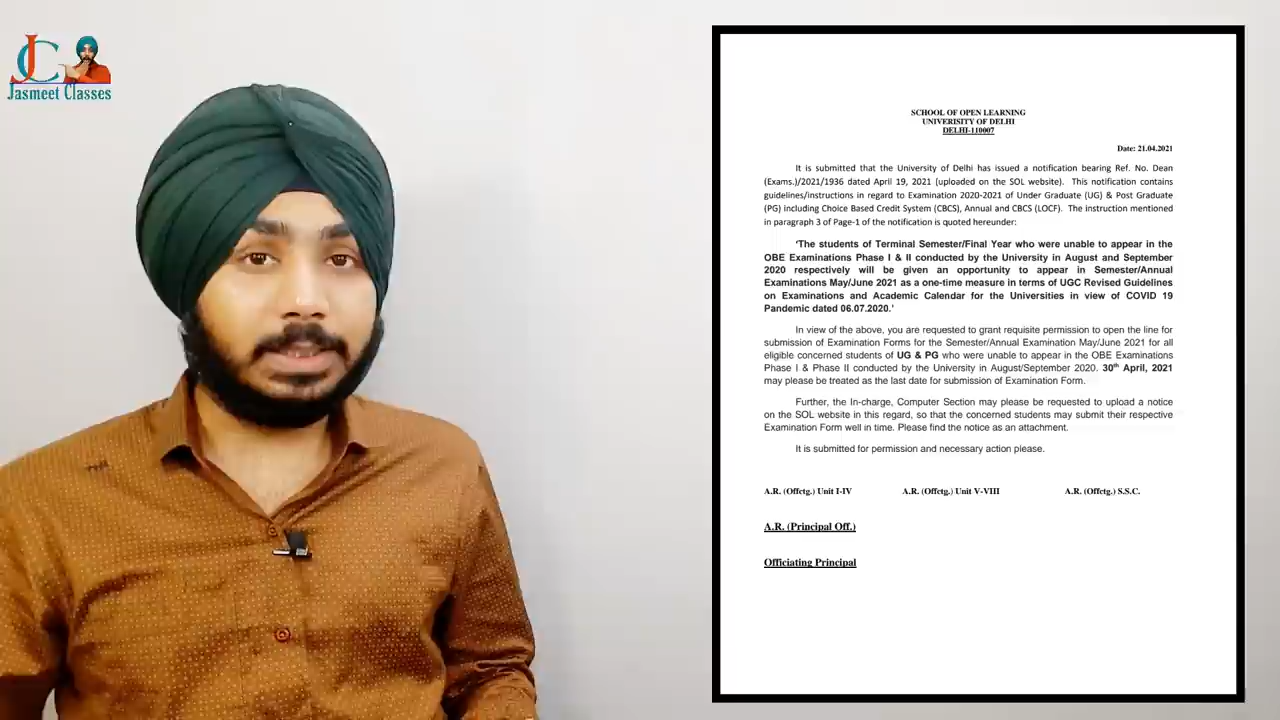 JC
Jasmeet Classes
SCHOOL OF OPEN LEARNING
UNIVERISITY OF DELHI
DELHI-110007
Date: 21.04.2021
It is submitted that the University of Delhi has issued a notification bearing Ref. No. Dean
(Exams.)/2021/1936 dated April 19, 2021 (uploaded on the SOL website). This notification contains
guidelines/instructions in regard to Examination 2020-2021 of Under Graduate (UG) & Post Graduate
(PG) including Choice Based Credit System (CBCS), Annual and CBCS (LOCF). The instruction mentioned
in paragraph 3 of Page-1 of the notification is quoted hereunder:
'The students of Terminal Semester/Final Year who were unable to appear in the
OBE Examinations Phase I & II conducted by the University in August and September
2020 respectively will be given an opportunity to appear in Semester/Annual
Examinations May/June 2021 as a one-time measure in terms of UGC Revised Guidelines
on Examinations and Academic Calendar for the Universities in view of COVID 19
Pandemic dated 06.07.2020.'
In view of the above, you are requested to grant requisite permission to open the line for
submission of Examination Forms for the Semester/Annual Examination May/June 2021 for all
eligible concerned students of UG & PG who were unable to appear in the OBE Examinations
Phase I & Phase II conducted by the University in August/September 2020. 30th April, 2021
may please be treated as the last date for submission of Examination Form.
Further, the In-charge, Computer Section may please be requested to upload a notice
on the SOL website in this regard, so that the concerned students may submit their respective
Examination Form well in time. Please find the notice as an attachment.
It is submitted for permission and necessary action please.
A.R. (Offctg.) Unit I-IV A.R. (Offctg.) Unit V-VIII A.R. (Offctg.) S.S.C.
A.R. (Principal Off.)
Officiating Principal